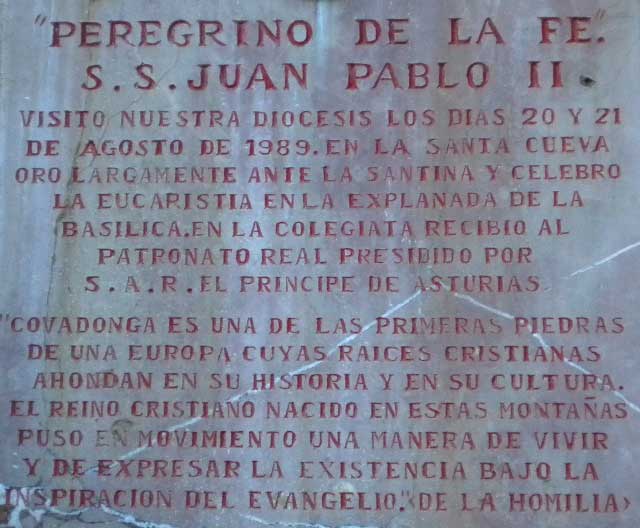 "PEREGRINO DE LA FE".
S.S. JUAN PABLO II
VISITO NUESTRA DIOCESIS LOS DIAS 20 Y 21
DE AGOSTO DE 1989. EN LA SANTA CUEVA
ORO LARGAMENTE ANTE LA SANTINA Y CELEBRO
LA EUCARISTIA EN LA EXPLANADA DE LA
BASILICA. EN LA COLEGIATA RECIBIO AL
PATRONATO REAL PRESIDIDO POR
S.A.R. EL PRINCIPE DE ASTURIAS
"COVADONGA ES UNA DE LAS PRIMERAS PIEDRAS
DE UNA EUROPA CUYAS RAICES CRISTIANAS
AHONDAN EN SU HISTORIA Y EN SU CULTURA.
EL REINO CRISTIANO NACIDO EN ESTAS MONTAÑAS
PUSO EN MOVIMIENTO UNA MANERA DE VIVIR
Y DE EXPRESAR LA EXISTENCIA BAJO LA
INSPIRACION DEL EVANGELIO." <DE LA HOMILIA>